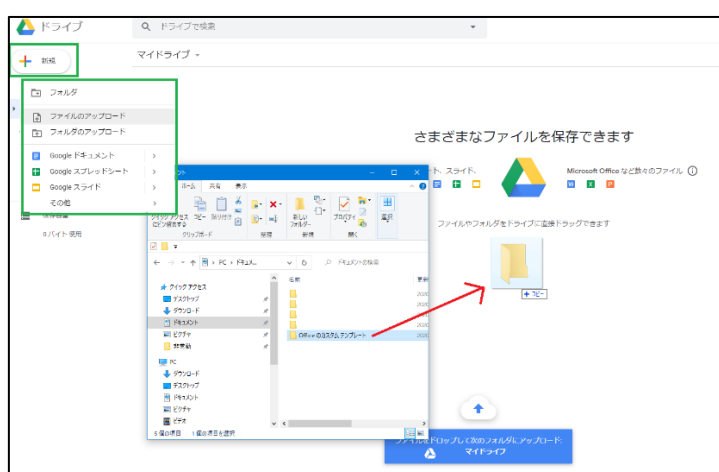 ドライブ
ドライブで検索
新規
マイドライブ
フォルダ
ファイルのアップロード
フォルダのアップロード
Google ドキュメント
Google スプレッドシート
Google スライド
その他
0 バイト 使用
さまざまなファイルを保存できます
ト、スライド、
Microsoft Office など数々のファイル
ファイルやフォルダをドライブに直接ドラッグできます
ホーム 共有 表示
コピー 貼り付け
新しい
フォルダー
プロパティ
選択
クリップボード
整理
新規
開く
PC
ドキュメントの検索
名前
更新
クイック アクセス
デスクトップ
ダウンロード
ドキュメント
ピクチャ
非常勤
Office のカスタム テンプレート
PC
ダウンロード
デスクトップ
ドキュメント
ピクチャ
ビデオ
5 個の項目 1 個の項目を選択
コピー
ファイルをドロップして次のフォルダにアップロード:
マイドライブ